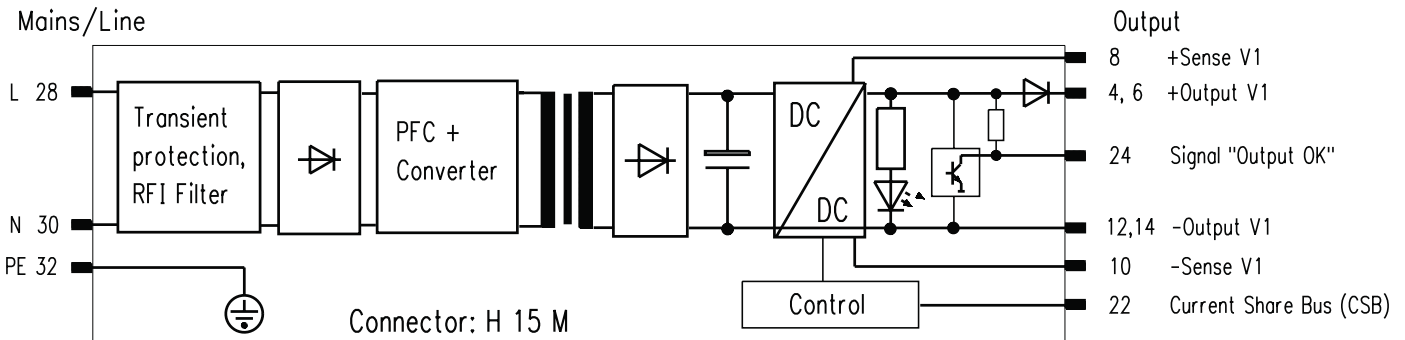 Mains/Line
Output
8 +Sense V1
L 28
4, 6 +Output V1
Transient
protection,
RFI Filter
PFC +
Converter
DC
DC
24 Signal "Output OK"
N 30
12,14 -Output V1
PE 32
10 -Sense V1
Control
22 Current Share Bus (CSB)
Connector: H 15 M